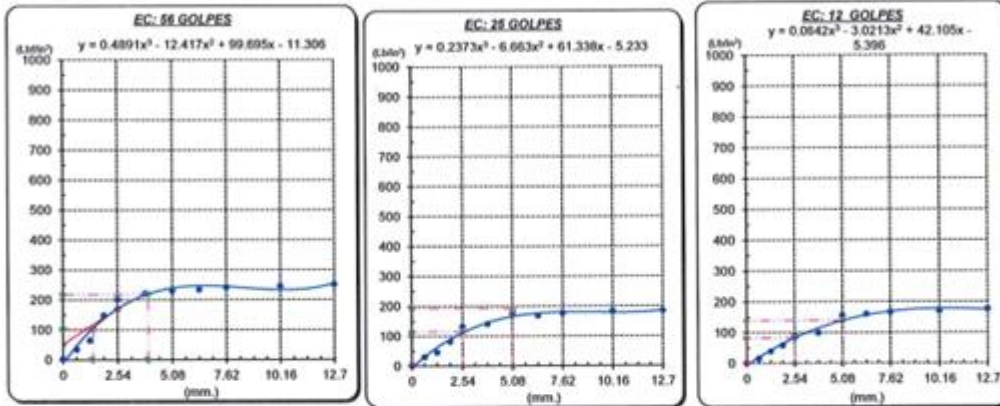 EC: 56 GOLPES
(Lb/in²)
y = 0.4891x³ - 12.417x² + 99.695x - 11.306
1000
900
800
700
600
500
400
300
200
100
0
0 2.54 5.08 7.62 10.16 12.7
(mm.)
EC: 25 GOLPES
(Lb/in²)
y = 0.2373x³ - 6.663x² + 61.338x - 5.233
1000
900
800
700
600
500
400
300
200
100
0
0 2.54 5.08 7.62 10.16 12.7
(mm.)
EC: 12 GOLPES
(Lb/in²)
y = 0.0642x³ - 3.0213x² + 42.105x -
5.396
1000
900
800
700
600
500
400
300
200
100
0
0 2.54 5.08 7.62 10.16 12.7
(mm.)